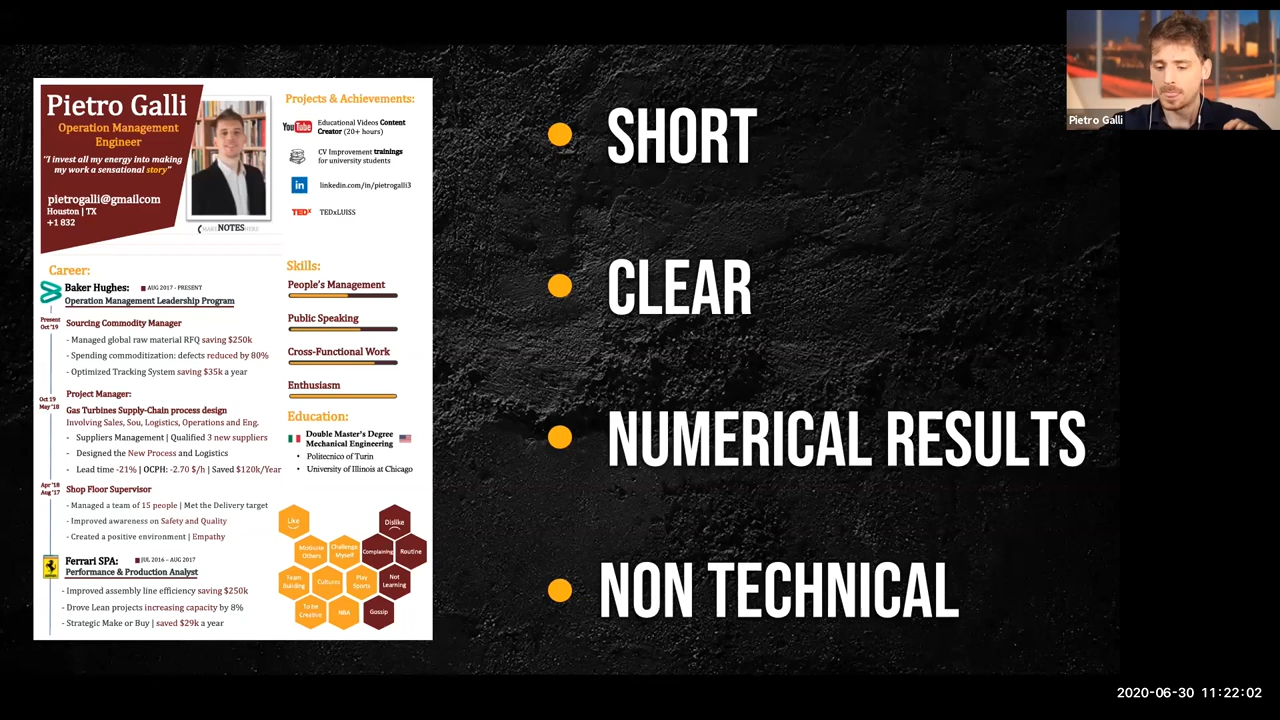 Pietro Galli
Operation Management
Engineer
"I invest all my energy into making
my work a sensational story"
pietrogalli@gmailcom
Houston | TX
+1 832
NOTES
Projects & Achievements:
YouTube
Educational Videos Content
Creator (20+ hours)
CV Improvement trainings
for university students
in
linkedin.com/in/pietrogalli3
TEDx
TEDxLUISS
Career:
Baker Hughes:
AUG 2017 - PRESENT
Operation Management Leadership Program
Present
Oct '19
Sourcing Commodity Manager
- Managed global raw material RFQ saving $250k
- Spending commoditization: defects reduced by 80%
- Optimized Tracking System saving $35k a year
Oct 19
May '18
Project Manager:
Gas Turbines Supply-Chain process design
Involving Sales, Sou, Logistics, Operations and Eng.
- Suppliers Management | Qualified 3 new suppliers
- Designed the New Process and Logistics
- Lead time -21% | OCPH: -2.70 $/h | Saved $120k/Year
Apr '18
Aug '17
Shop Floor Supervisor
- Managed a team of 15 people | Met the Delivery target
- Improved awareness on Safety and Quality
- Created a positive environment | Empathy
Ferrari SPA:
JUL 2016 – AUG 2017
Performance & Production Analyst
- Improved assembly line efficiency saving $250k
- Drove Lean projects increasing capacity by 8%
- Strategic Make or Buy | saved $29k a year
Skills:
People's Management
Public Speaking
Cross-Functional Work
Enthusiasm
Education:
Double Master's Degree
Mechanical Engineering
• Politecnico of Turin
• University of Illinois at Chicago
Like
Dislike
Motivate
Others
Challenge
Myself
Complaining
Routine
Team
Building
Cultures
Play
Sports
Not
Learning
To be
Creative
NBA
Gossip
• SHORT
• CLEAR
• NUMERICAL RESULTS
• NON TECHNICAL
Pietro Galli
2020-06-30 11:22:02